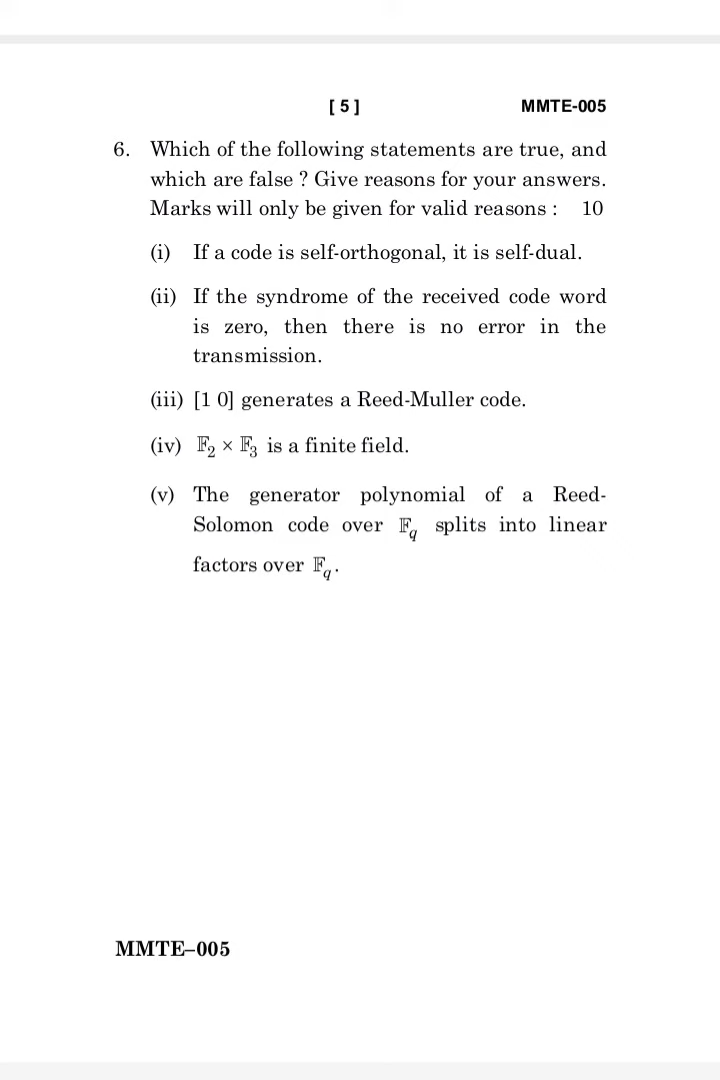 [ 5 ] MMTE-005
6. Which of the following statements are true, and
which are false ? Give reasons for your answers.
Marks will only be given for valid reasons : 10
(i) If a code is self-orthogonal, it is self-dual.
(ii) If the syndrome of the received code word
is zero, then there is no error in the
transmission.
(iii) [1 0] generates a Reed-Muller code.
(iv) 𝔽₂ × 𝔽₃ is a finite field.
(v) The generator polynomial of a Reed-
Solomon code over 𝔽_q splits into linear
factors over 𝔽_q.
MMTE–005